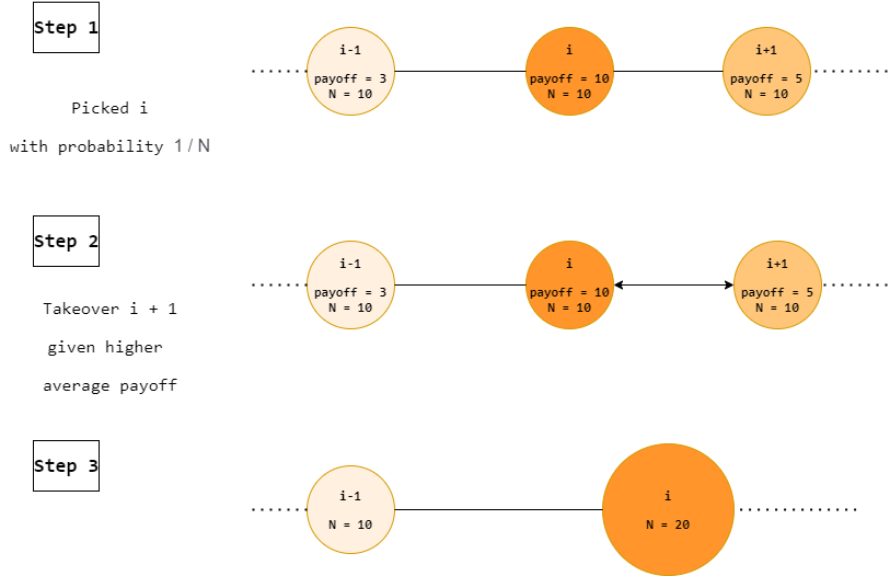 Step 1
i-1
payoff = 3
N = 10
i
payoff = 10
N = 10
i+1
payoff = 5
N = 10
Picked i
with probability 1 / N
Step 2
i-1
payoff = 3
N = 10
i
payoff = 10
N = 10
i+1
payoff = 5
N = 10
Takeover i + 1
given higher
average payoff
Step 3
i-1
N = 10
i
N = 20